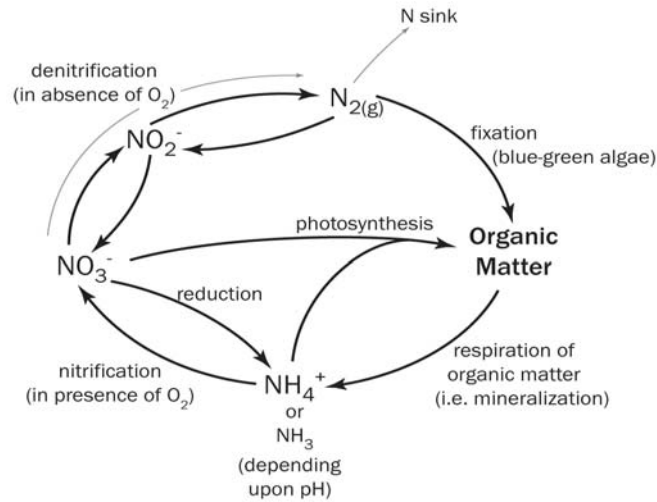 N sink
denitrification
(in absence of O₂)
N₂(g)
NO₂⁻
fixation
(blue-green algae)
photosynthesis
Organic
Matter
NO₃⁻
reduction
nitrification
(in presence of O₂)
NH₄⁺
or
NH₃
(depending
upon pH)
respiration of
organic matter
(i.e. mineralization)